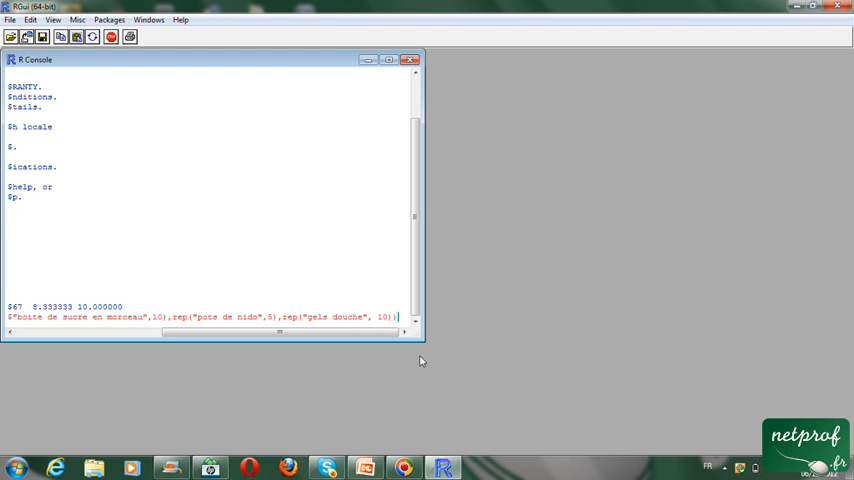 RGui (64-bit)
File Edit View Misc Packages Windows Help
R Console
$RANTY.
$nditions.
$tails.
$h locale
$.
$ications.
$help, or
$p.
$67  8.333333 10.000000
$"boite de sucre en morceau",10),rep("pots de nido",5),rep("gels douche", 10))
netprof
.fr
FR